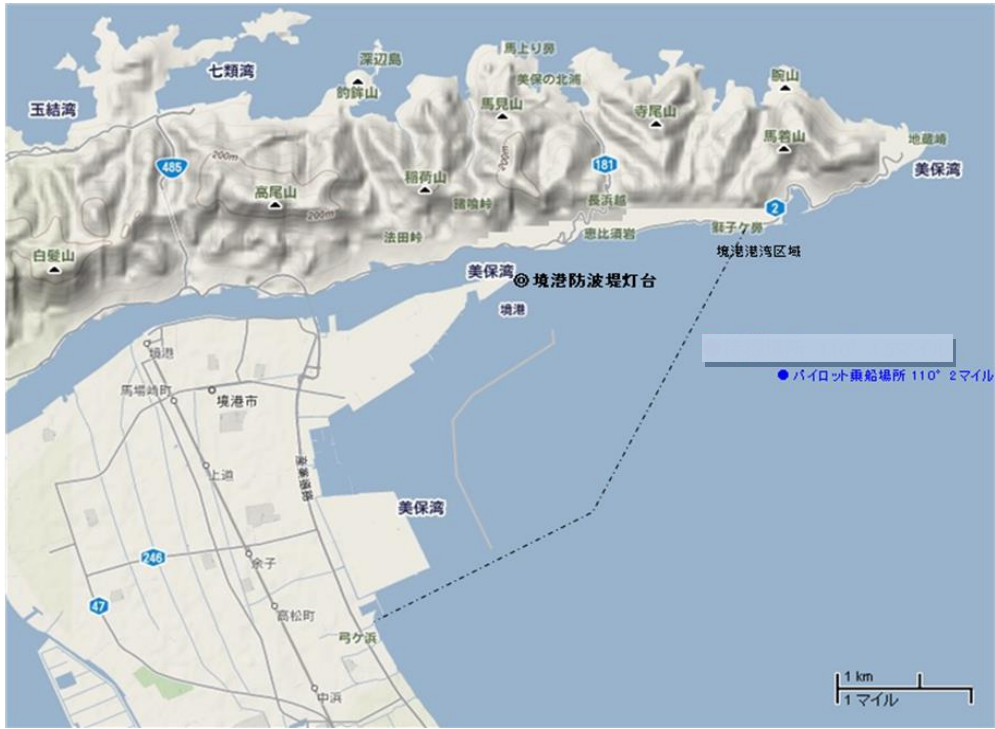 馬上り鼻
深辺島
七類湾
美保の北浦
腕山
釣鉾山
玉結湾
馬見山
寺尾山
馬着山
地蔵崎
200m
200m
485
181
美保湾
稲荷山
高尾山
鑪喰峠
長浜越
2
200m
獅子ケ鼻
法田峠
恵比須岩
白髪山
境港港湾区域
美保湾
◎境港防波堤灯台
境港
境港
● パイロット乗船場所 110° 2マイル
馬場崎町
境港市
上道
美保湾
246
余子
47
高松町
弓ケ浜
中浜
1 km
1 マイル